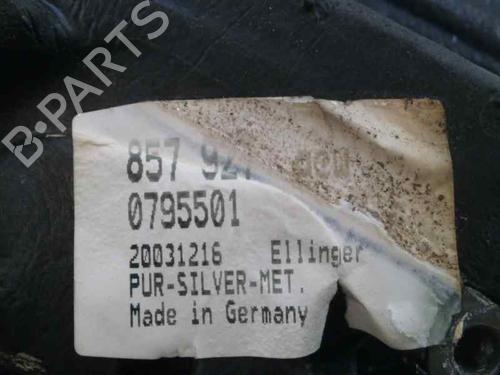 B-PARTS
857
0795501
20031216 Ellinger
PUR-SILVER-MET.
Made in Germany